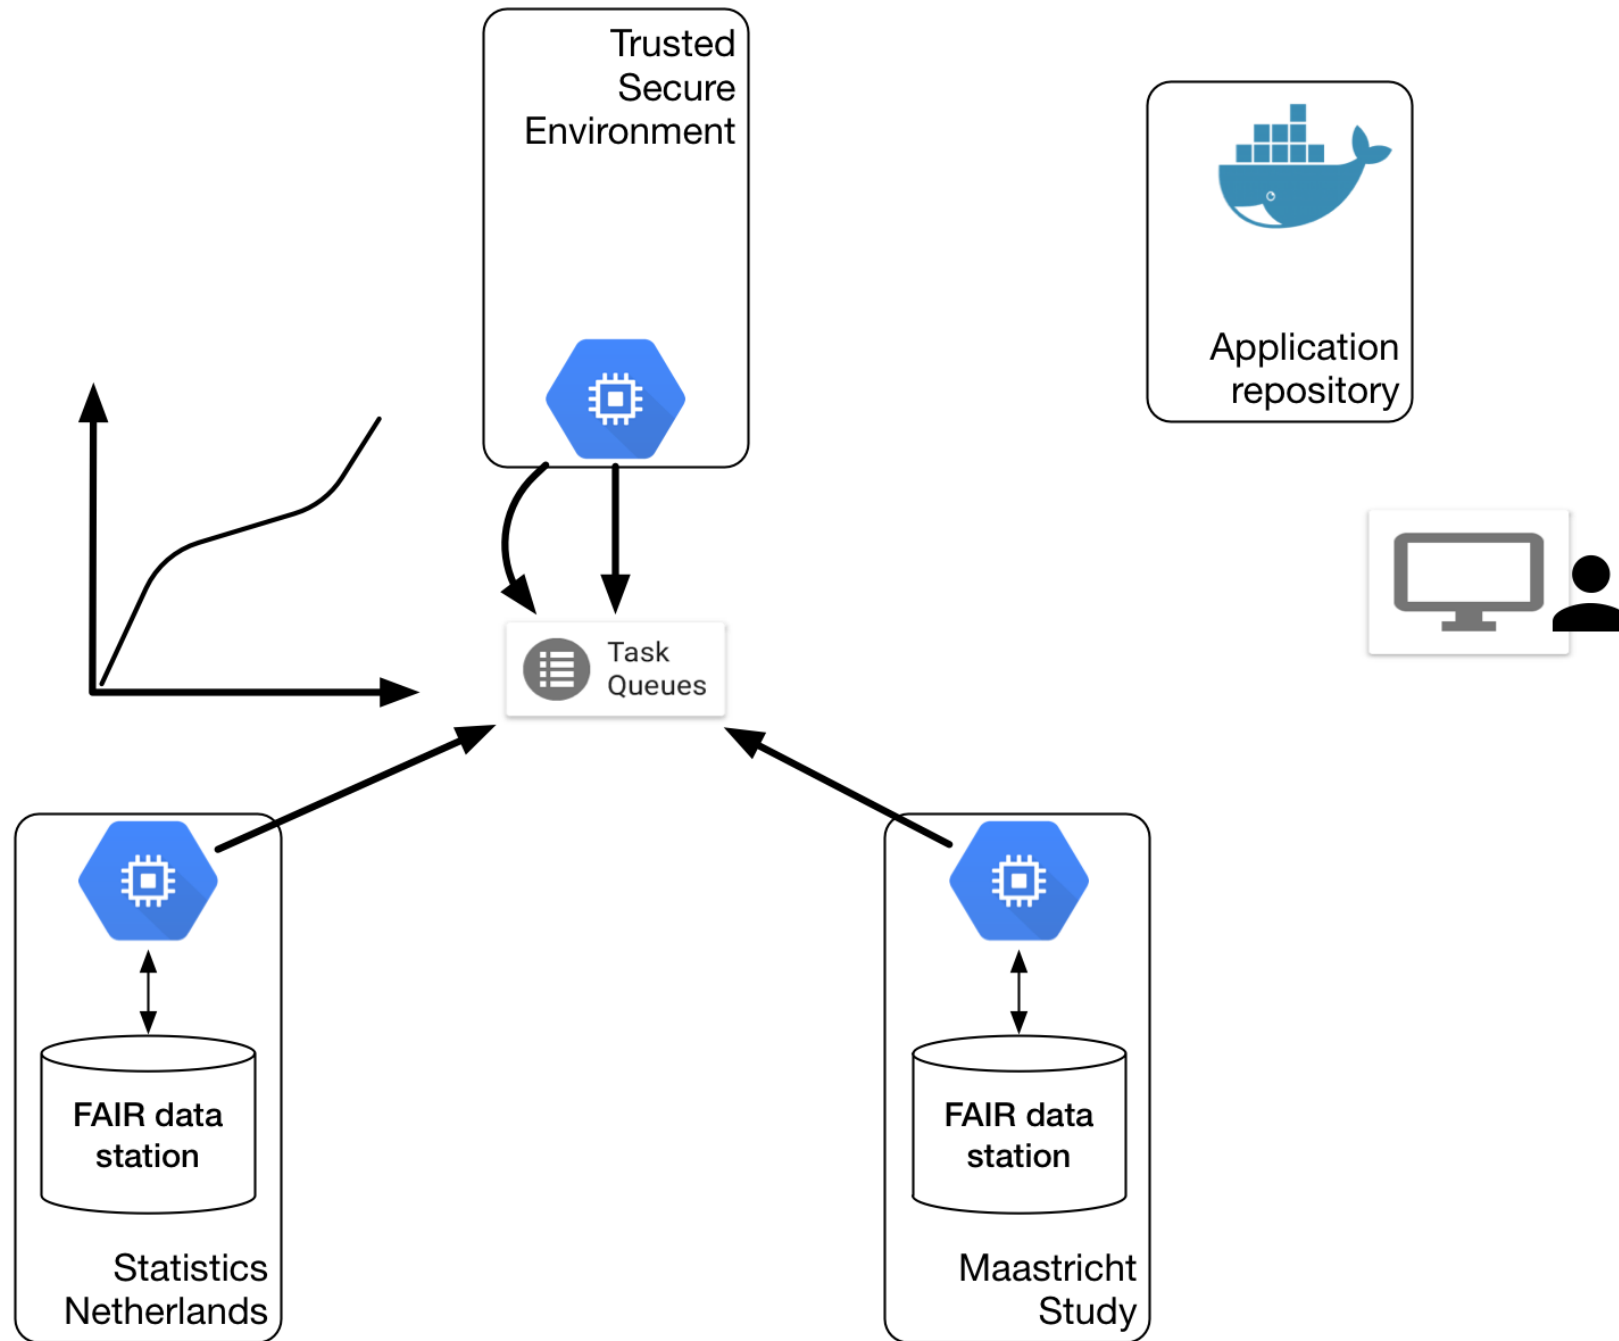 Trusted
Secure
Environment
Application
repository
Task
Queues
FAIR data
station
Statistics
Netherlands
FAIR data
station
Maastricht
Study